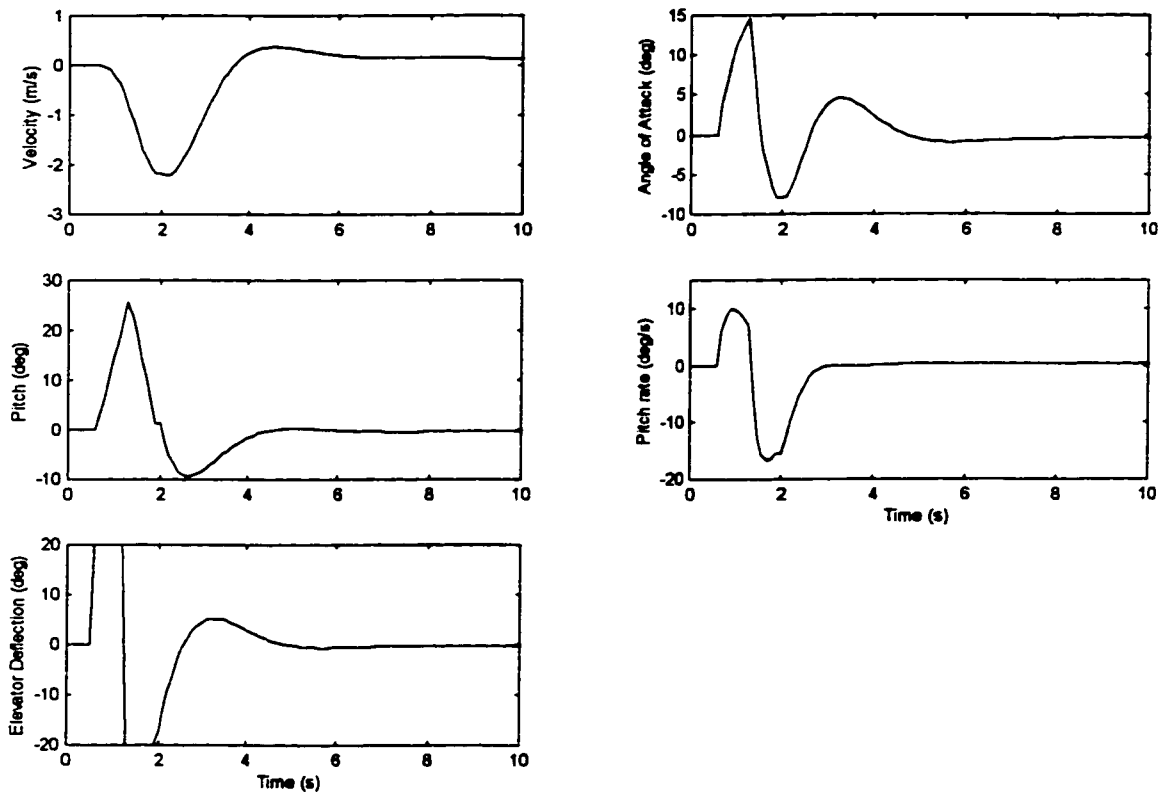 Velocity (m/s)
1
0
-1
-2
-3
0 2 4 6 8 10
Angle of Attack (deg)
15
10
5
0
-5
-10
0 2 4 6 8 10
Pitch (deg)
30
20
10
0
-10
0 2 4 6 8 10
Pitch rate (deg/s)
10
0
-10
-20
0 2 4 6 8 10
Time (s)
Elevator Deflection (deg)
20
10
0
-10
-20
0 2 4 6 8 10
Time (s)